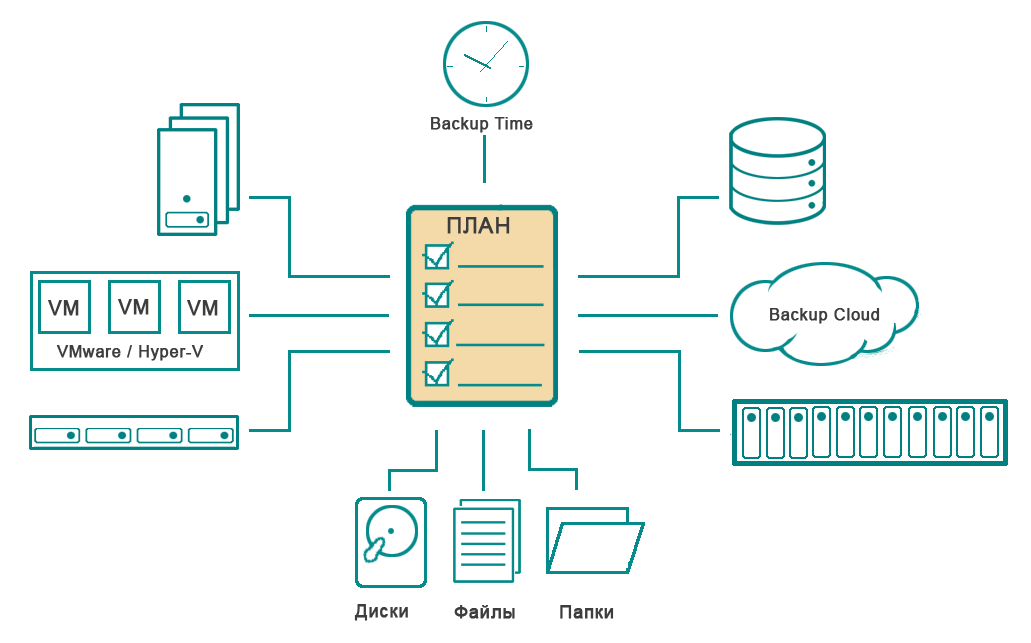 Backup Time
ПЛАН
VM VM VM
VMware / Hyper-V
Backup Cloud
Диски Файлы Папки